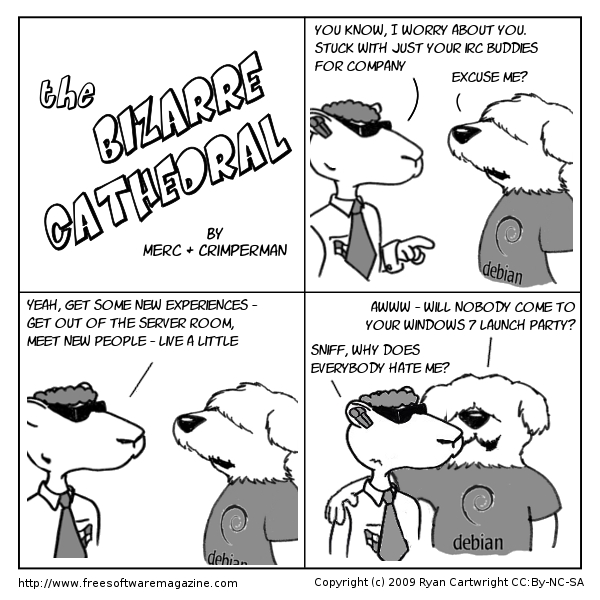 the
BIZARRE
CATHEDRAL
BY
MERC + CRIMPERMAN
YOU KNOW, I WORRY ABOUT YOU.
STUCK WITH JUST YOUR IRC BUDDIES
FOR COMPANY
EXCUSE ME?
debian
YEAH, GET SOME NEW EXPERIENCES -
GET OUT OF THE SERVER ROOM,
MEET NEW PEOPLE - LIVE A LITTLE
debian
AWWW - WILL NOBODY COME TO
YOUR WINDOWS 7 LAUNCH PARTY?
SNIFF, WHY DOES
EVERYBODY HATE ME?
debian
http://www.freesoftwaremagazine.com
Copyright (c) 2009 Ryan Cartwright CC:By-NC-SA